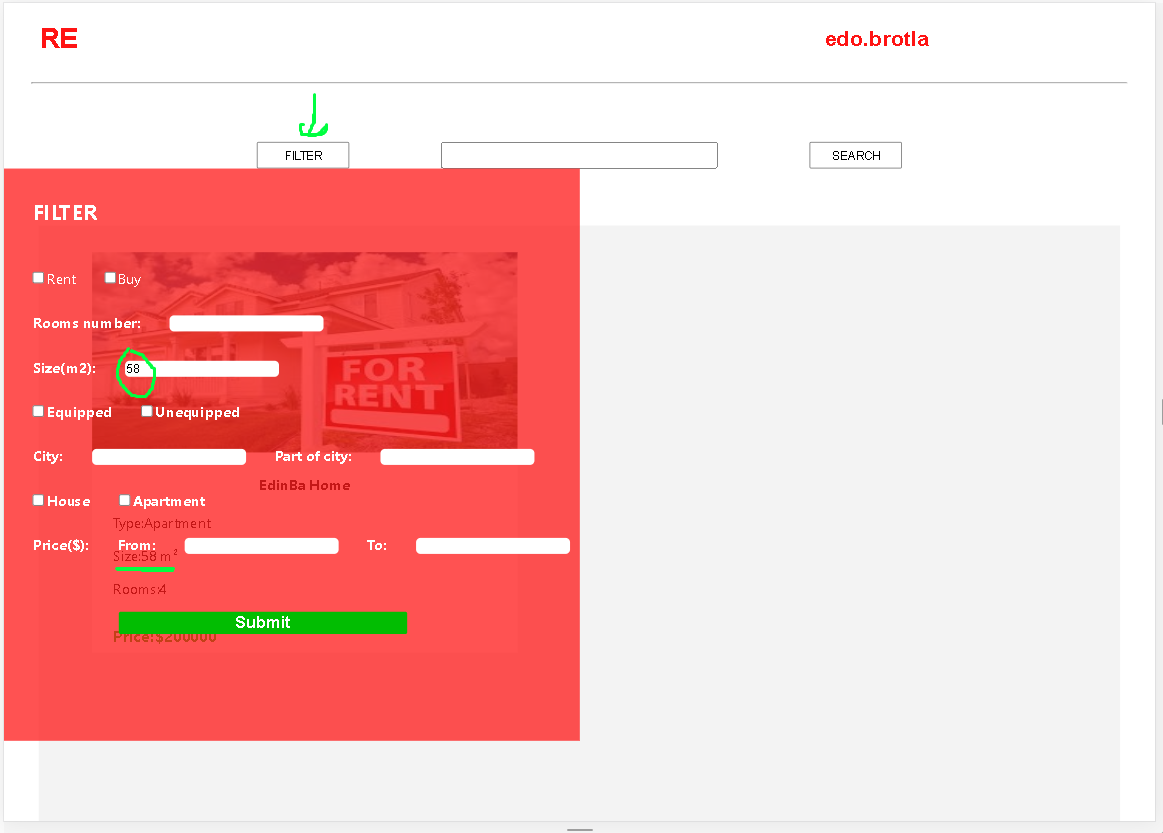 RE edo.brotla
FILTER SEARCH
FILTER
Rent Buy
FOR
RENT
Rooms number:
Size(m2): 58
Equipped Unequipped
City: Part of city:
EdinBa Home
House Apartment
Type:Apartment
Price($): From: To:
Size:58 m²
Rooms:4
Submit
Price:$200000